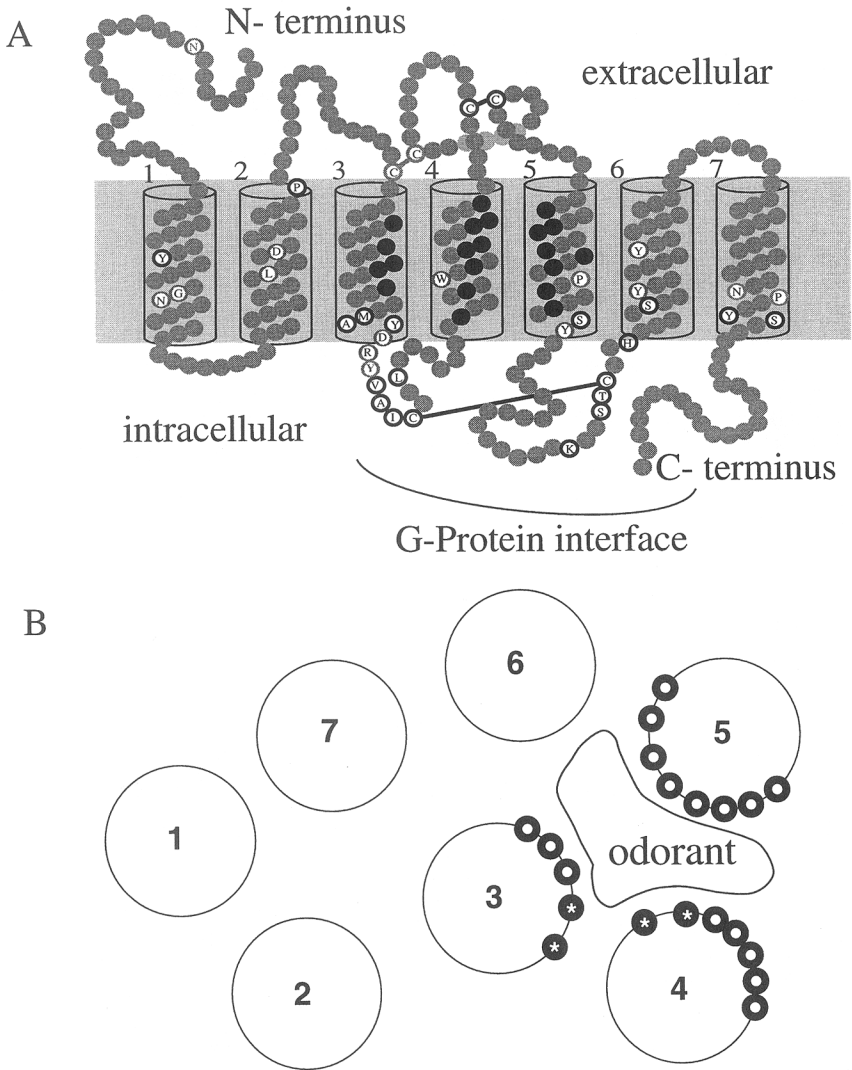 A
N- terminus
extracellular
N
C C
C
C
1 2 3 4 5 6 7
P
Y
D
L
N G
W
P
Y
Y
S
N
P
Y
S
A M Y
D
S
Y
R
Y
V
A
I
C
L
H
C
T
S
K
intracellular
C- terminus
G-Protein interface
B
6
7
5
1
odorant
3
* *
* *
4
2